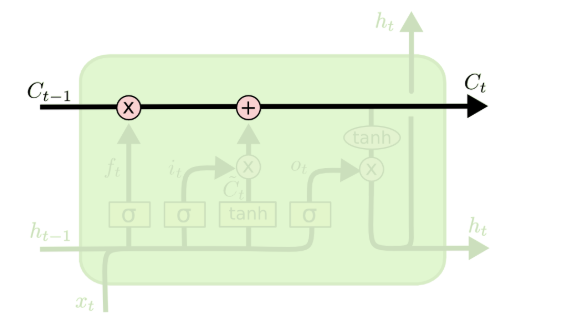 h_t
C_{t-1}
x
+
C_t
tanh
f_t
i_t
x
o_t
x
C̃_t
σ
σ
tanh
σ
h_{t-1}
h_t
x_t